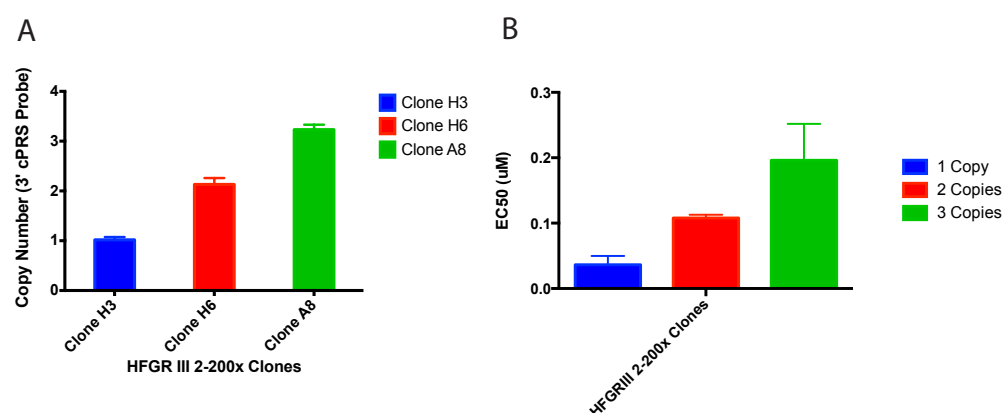 A
Copy Number (3' cPRS Probe)
4
3
2
1
0
Clone H3
Clone H6
Clone A8
HFGR III 2-200x Clones
Clone H3
Clone H6
Clone A8
B
EC50 (uM)
0.3
0.2
0.1
0.0
HFGRIII 2-200x Clones
1 Copy
2 Copies
3 Copies